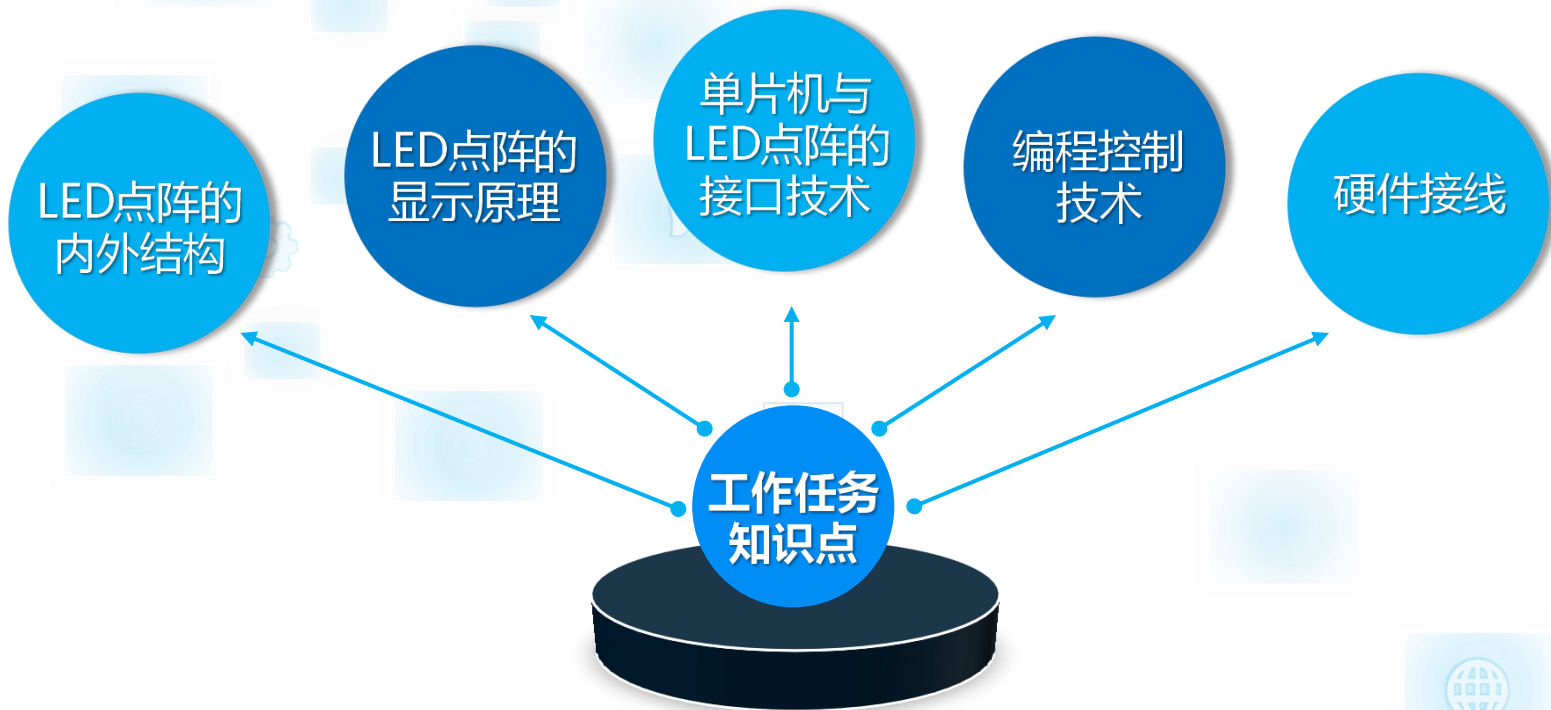 LED点阵的
内外结构
LED点阵的
显示原理
单片机与
LED点阵的
接口技术
编程控制
技术
硬件接线
工作任务
知识点